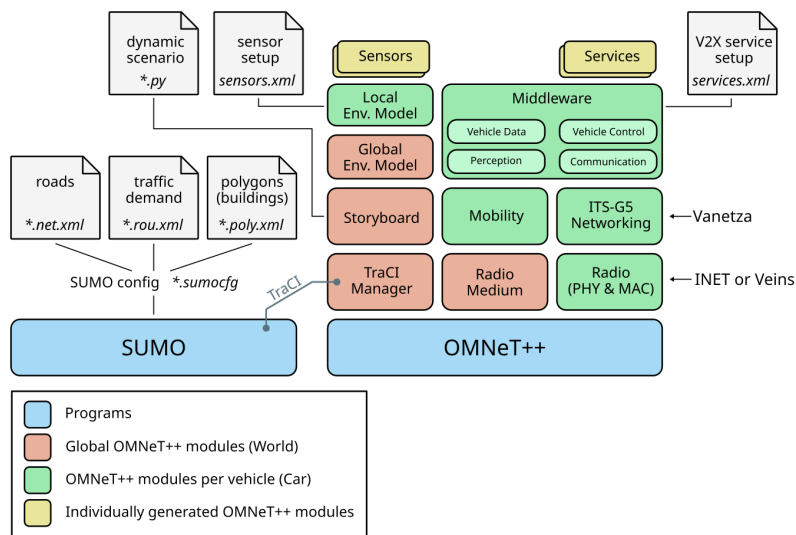 dynamic
scenario
*.py
sensor
setup
sensors.xml
Sensors
Services
V2X service
setup
services.xml
Local
Env. Model
Middleware
Vehicle Data
Vehicle Control
Perception
Communication
Global
Env. Model
roads
*.net.xml
traffic
demand
*.rou.xml
polygons
(buildings)
*.poly.xml
Storyboard
Mobility
ITS-G5
Networking
Vanetza
SUMO config
*.sumocfg
TraCI
TraCI
Manager
Radio
Medium
Radio
(PHY & MAC)
INET or Veins
SUMO
OMNeT++
Programs
Global OMNeT++ modules (World)
OMNeT++ modules per vehicle (Car)
Individually generated OMNeT++ modules